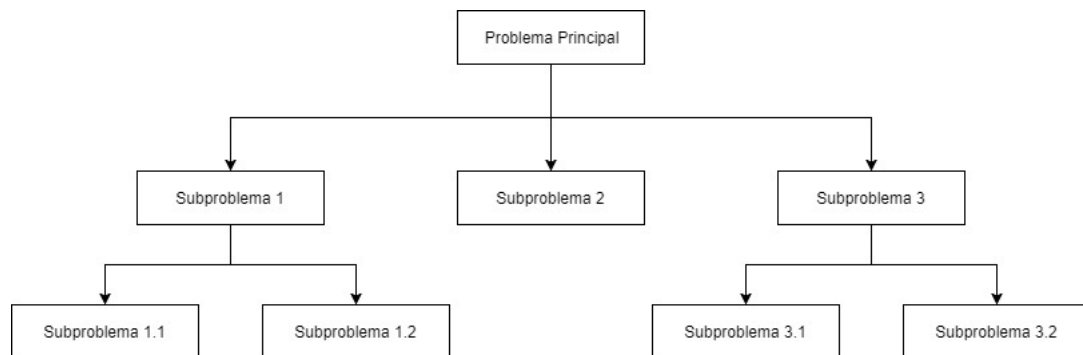 Problema Principal
Subproblema 1
Subproblema 2
Subproblema 3
Subproblema 1.1
Subproblema 1.2
Subproblema 3.1
Subproblema 3.2